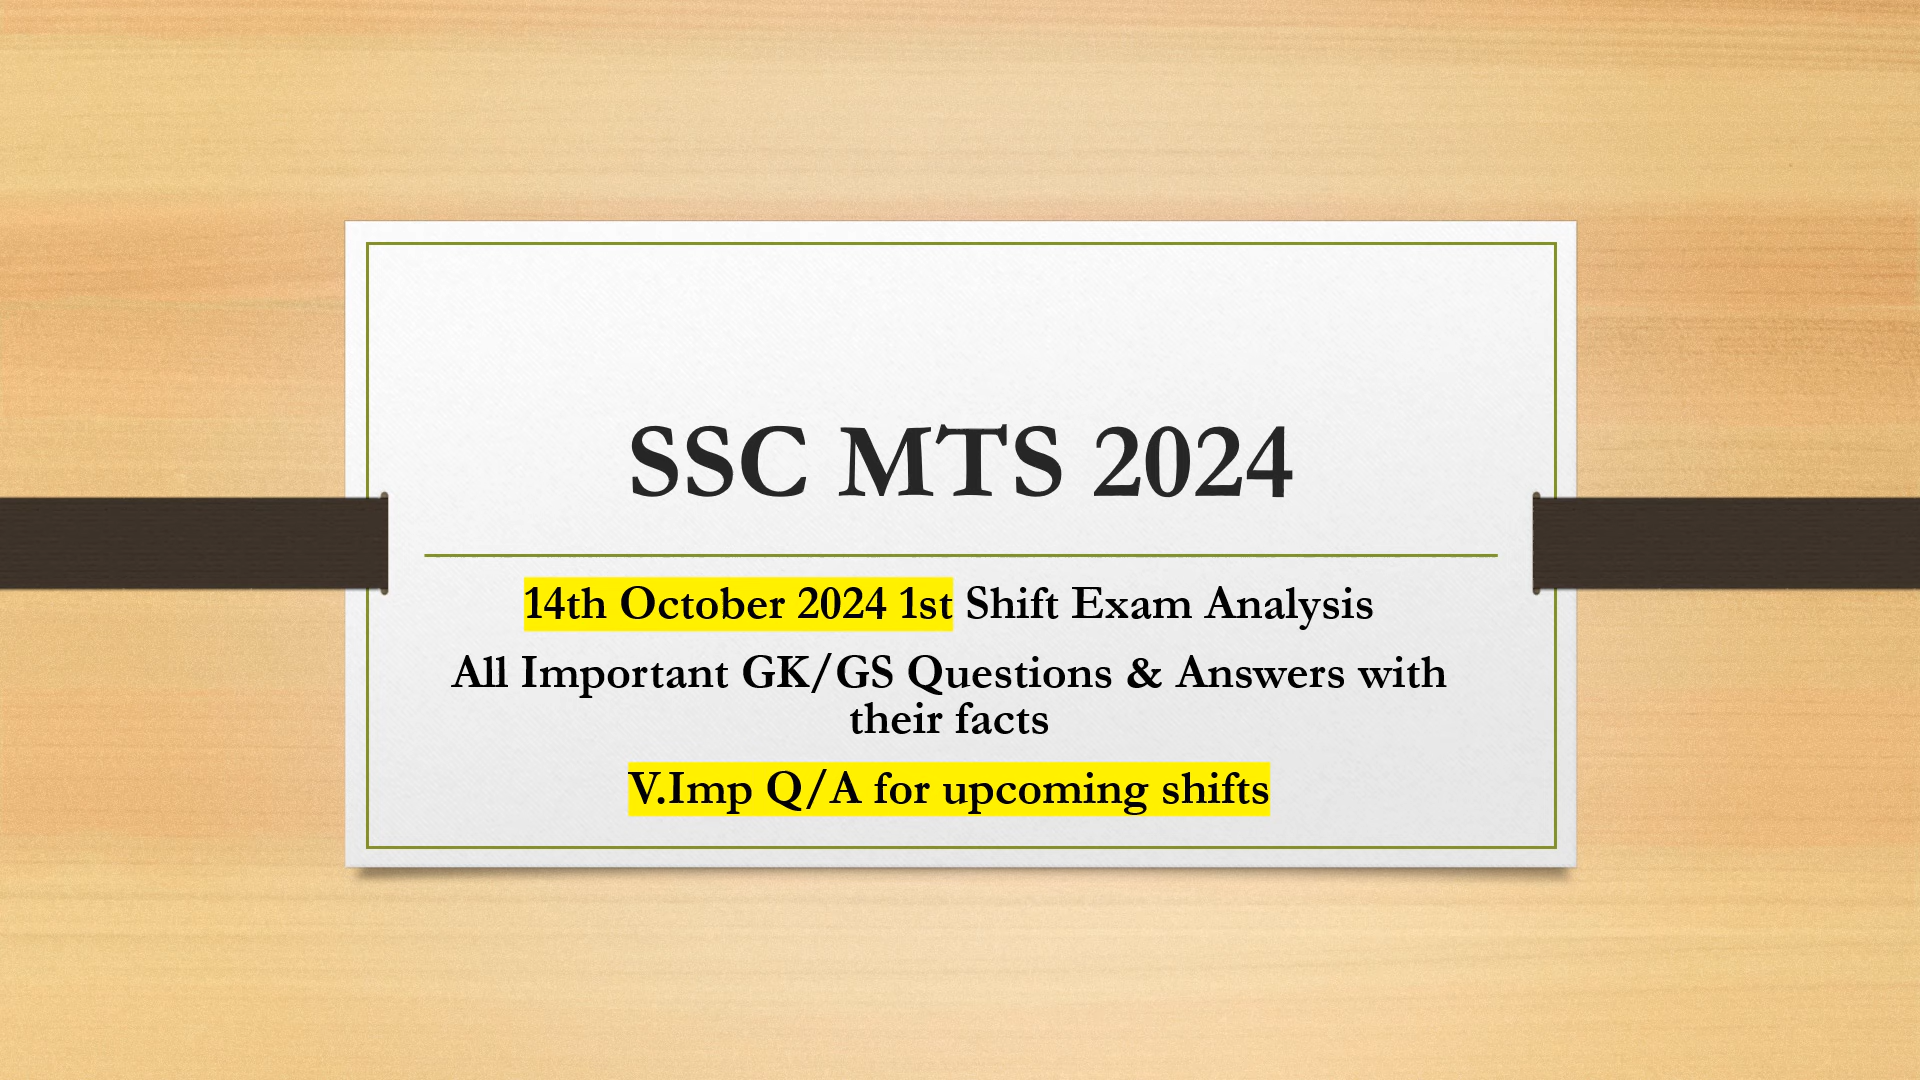 SSC MTS 2024
14th October 2024 1st Shift Exam Analysis
All Important GK/GS Questions & Answers with
their facts
V.Imp Q/A for upcoming shifts